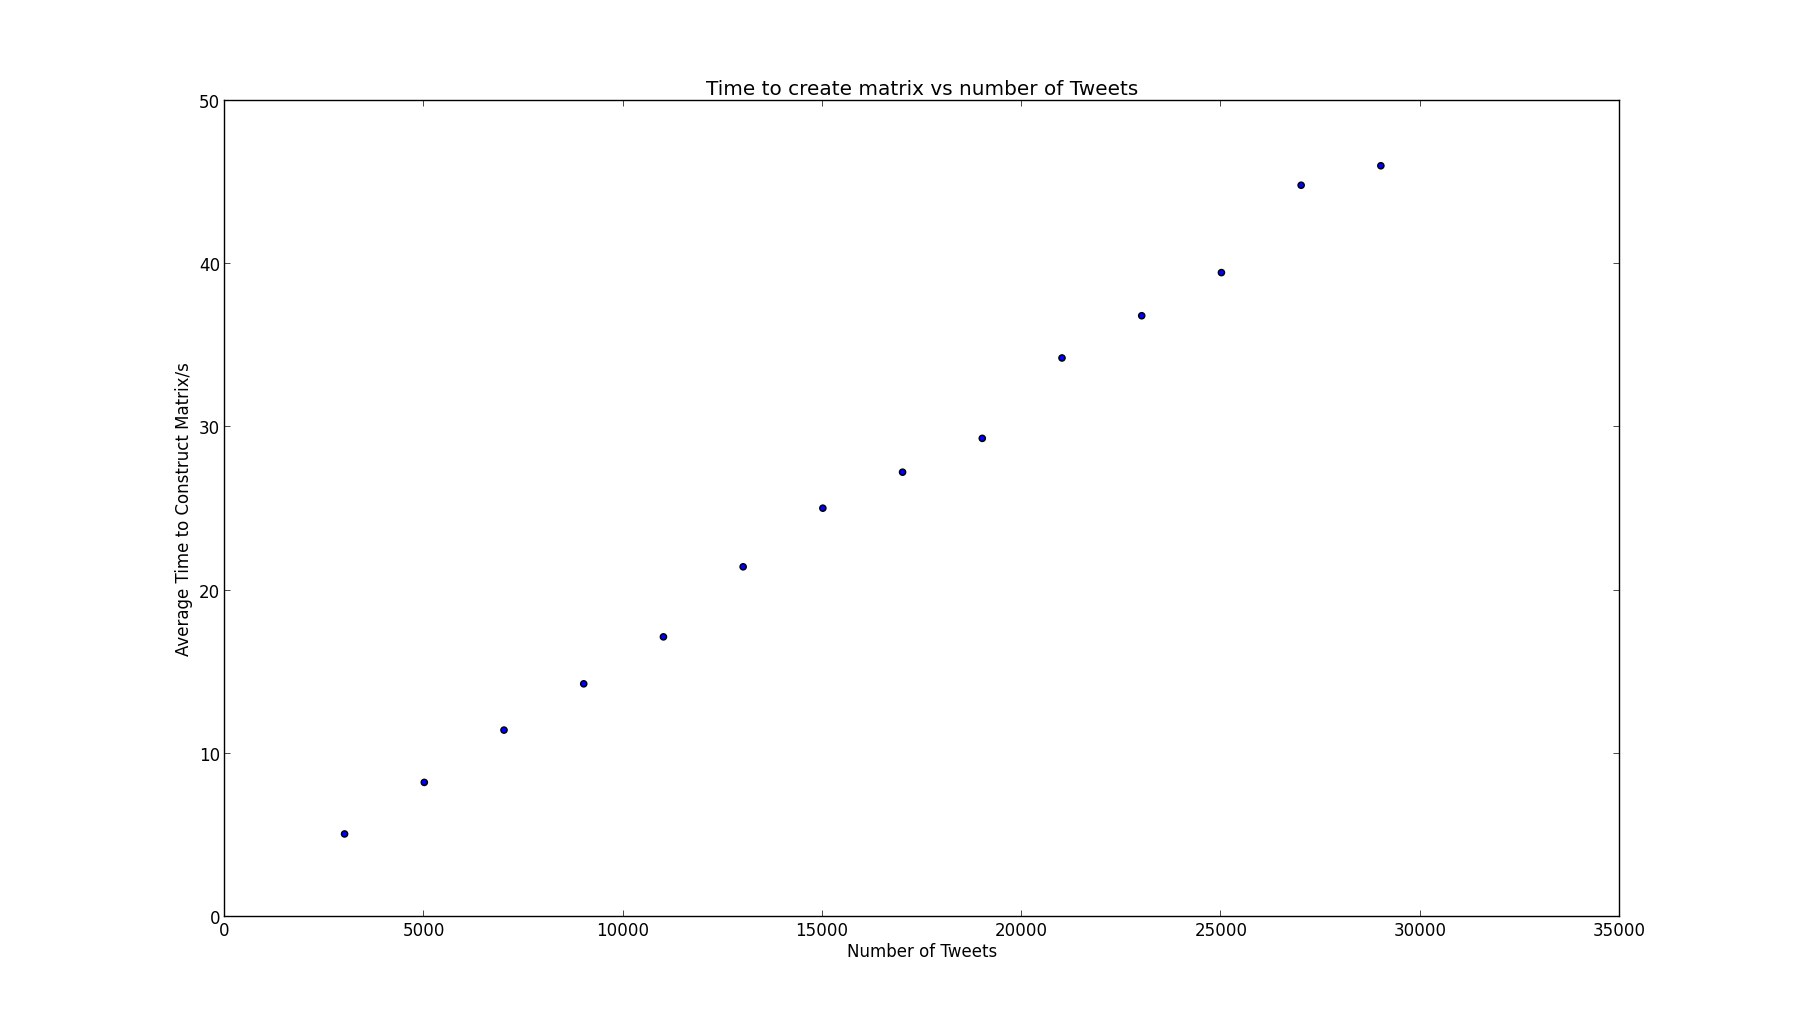 Time to create matrix vs number of Tweets
50
40
30
20
10
0
Average Time to Construct Matrix/s
0 5000 10000 15000 20000 25000 30000 35000
Number of Tweets